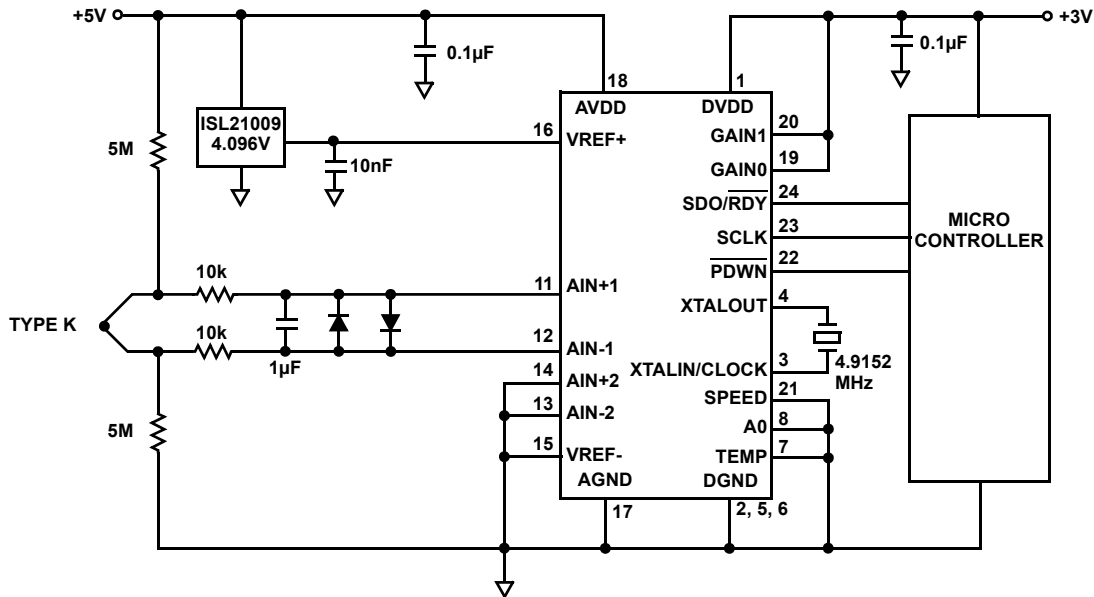 +5V
+3V
0.1µF
0.1µF
18
1
AVDD
DVDD
ISL21009
4.096V
16
VREF+
GAIN1
20
5M
10nF
GAIN0
19
SDO/RDY
24
SCLK
23
MICRO
CONTROLLER
PDWN
22
10k
11
AIN+1
XTALOUT
4
TYPE K
10k
12
AIN-1
1µF
14
AIN+2
XTALIN/CLOCK
3
4.9152
MHz
13
AIN-2
SPEED
21
5M
A0
8
15
VREF-
TEMP
7
AGND
DGND
17
2, 5, 6